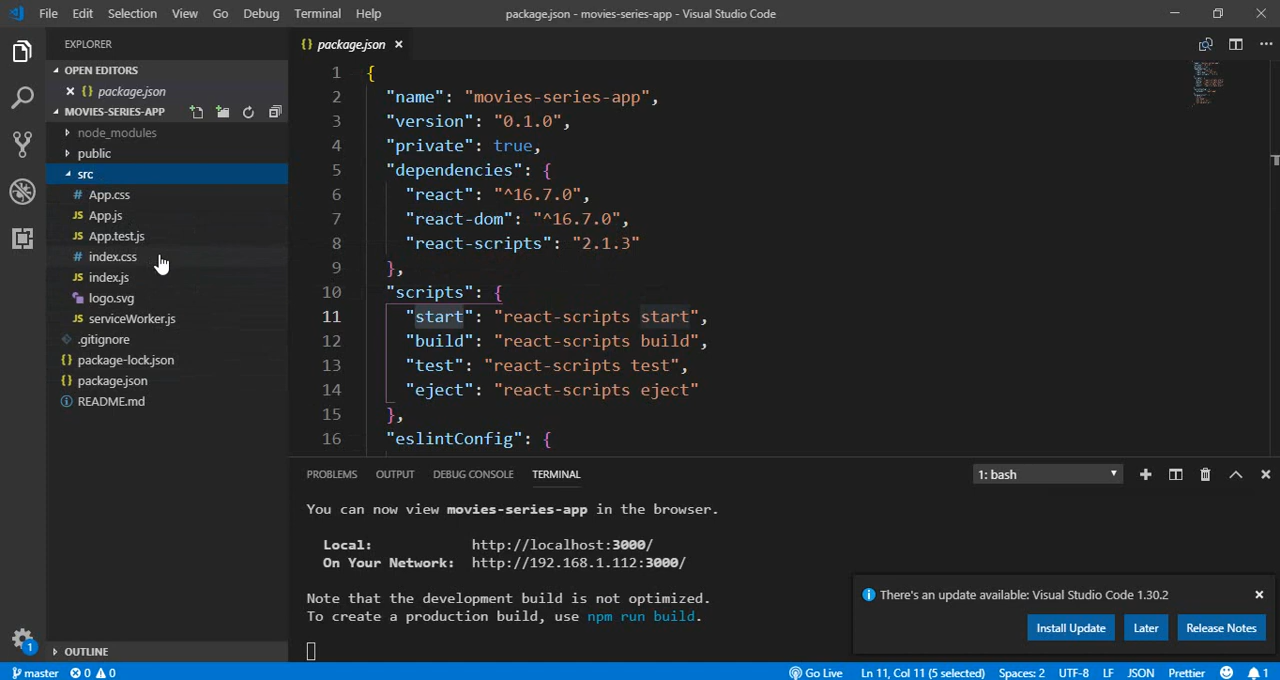 File Edit Selection View Go Debug Terminal Help
package.json - movies-series-app - Visual Studio Code
EXPLORER
OPEN EDITORS
{} package.json
MOVIES-SERIES-APP
node_modules
public
src
# App.css
JS App.js
JS App.test.js
# index.css
JS index.js
logo.svg
JS serviceWorker.js
.gitignore
{} package-lock.json
{} package.json
README.md
OUTLINE
{} package.json
1 {
2 "name": "movies-series-app",
3 "version": "0.1.0",
4 "private": true,
5 "dependencies": {
6 "react": "^16.7.0",
7 "react-dom": "^16.7.0",
8 "react-scripts": "2.1.3"
9 },
10 "scripts": {
11 "start": "react-scripts start",
12 "build": "react-scripts build",
13 "test": "react-scripts test",
14 "eject": "react-scripts eject"
15 },
16 "eslintConfig": {
PROBLEMS OUTPUT DEBUG CONSOLE TERMINAL
1: bash
You can now view movies-series-app in the browser.
Local: http://localhost:3000/
On Your Network: http://192.168.1.112:3000/
Note that the development build is not optimized.
To create a production build, use npm run build.
There's an update available: Visual Studio Code 1.30.2
Install Update Later Release Notes
1
master 0 0 Go Live Ln 11, Col 11 (5 selected) Spaces: 2 UTF-8 LF JSON Prettier 1